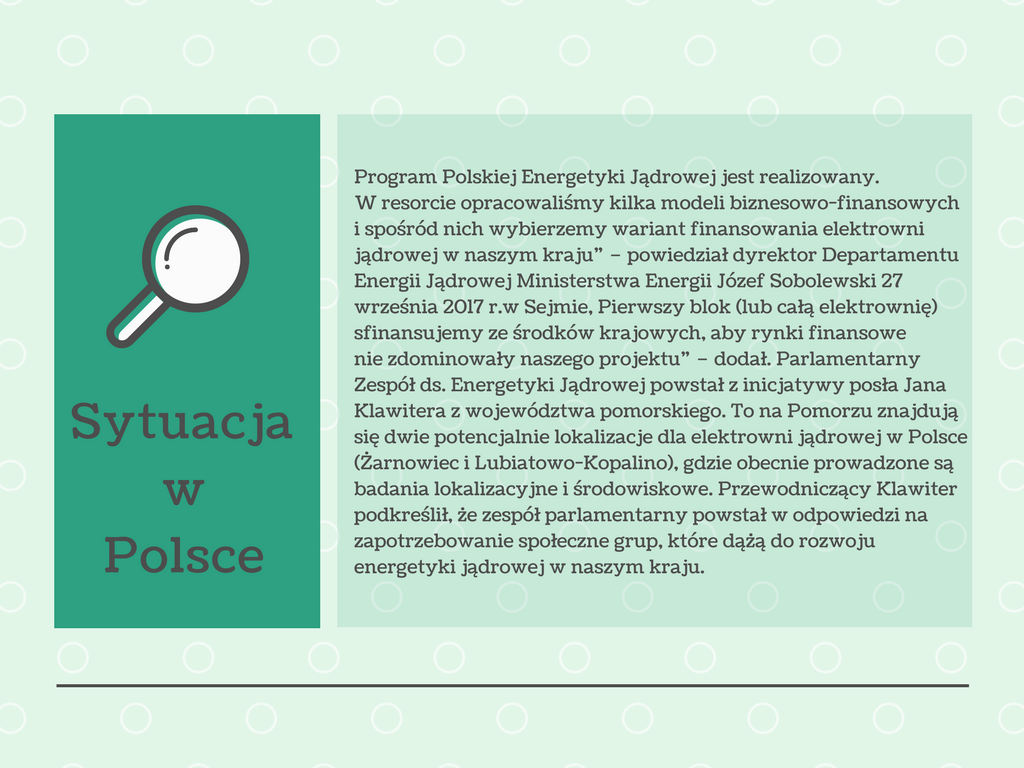 Sytuacja
w
Polsce
Program Polskiej Energetyki Jądrowej jest realizowany.
W resorcie opracowaliśmy kilka modeli biznesowo-finansowych
i spośród nich wybierzemy wariant finansowania elektrowni
jądrowej w naszym kraju” – powiedział dyrektor Departamentu
Energii Jądrowej Ministerstwa Energii Józef Sobolewski 27
września 2017 r.w Sejmie, Pierwszy blok (lub całą elektrownię)
sfinansujemy ze środków krajowych, aby rynki finansowe
nie zdominowały naszego projektu” – dodał. Parlamentarny
Zespół ds. Energetyki Jądrowej powstał z inicjatywy posła Jana
Klawitera z województwa pomorskiego. To na Pomorzu znajdują
się dwie potencjalnie lokalizacje dla elektrowni jądrowej w Polsce
(Żarnowiec i Lubiatowo-Kopalino), gdzie obecnie prowadzone są
badania lokalizacyjne i środowiskowe. Przewodniczący Klawiter
podkreślił, że zespół parlamentarny powstał w odpowiedzi na
zapotrzebowanie społeczne grup, które dążą do rozwoju
energetyki jądrowej w naszym kraju.